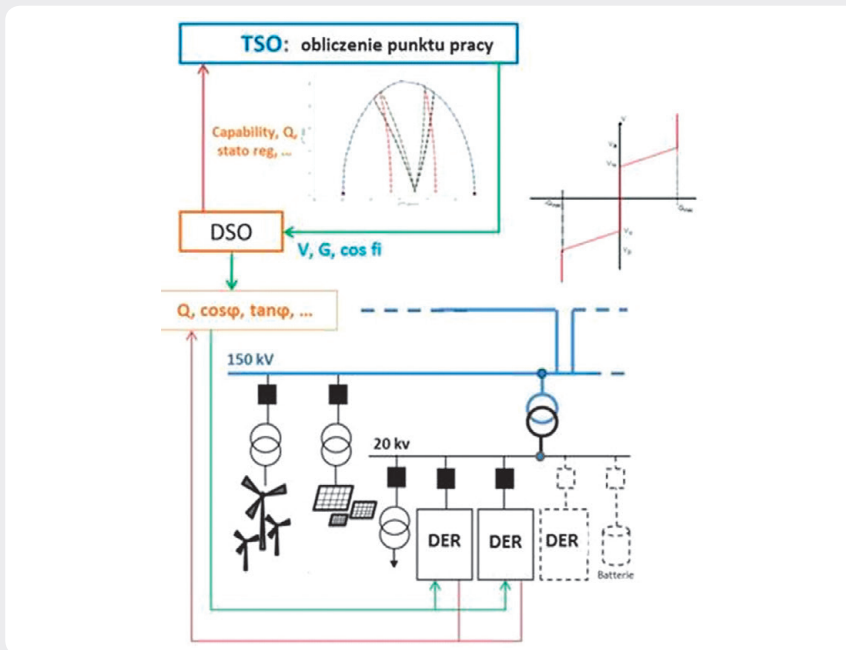 TSO: obliczenie punktu pracy
Capability, Q,
stato reg, ...
DSO
V, G, cos fi
Q, cosφ, tanφ, ...
150 kV
20 kv
DER
DER
DER
Batterie
V